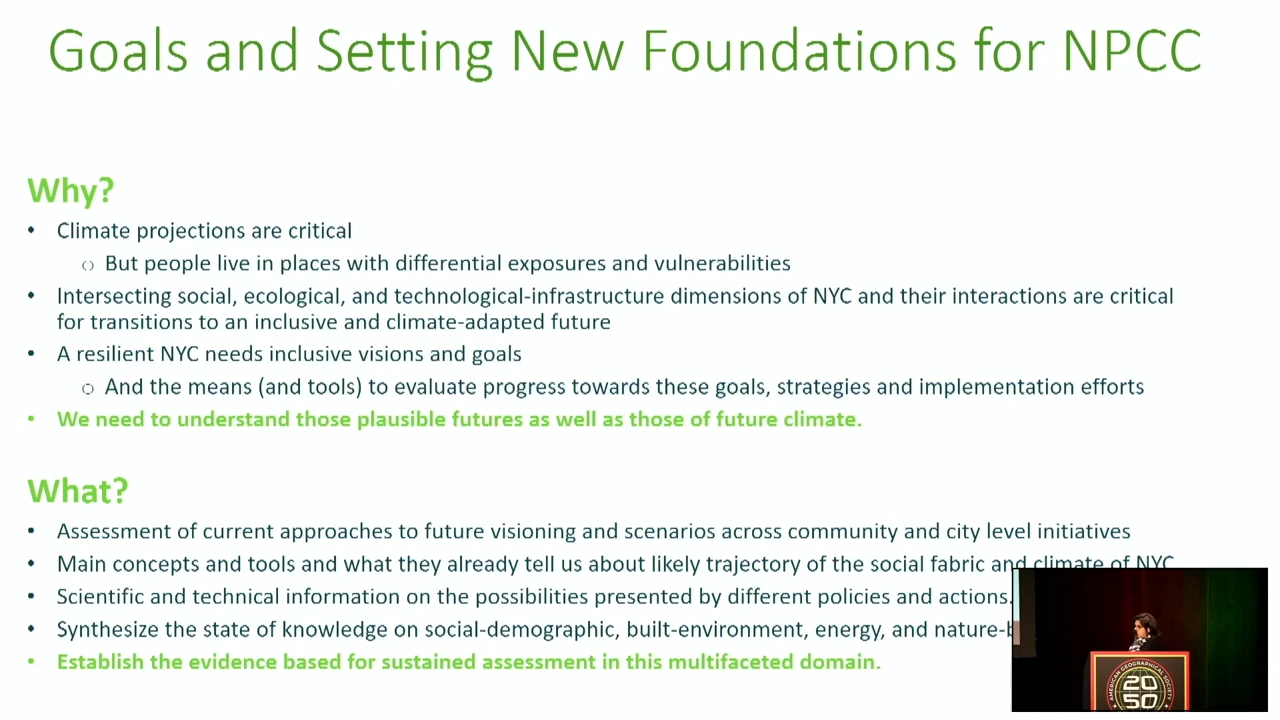 Goals and Setting New Foundations for NPCC
Why?
• Climate projections are critical
○ But people live in places with differential exposures and vulnerabilities
• Intersecting social, ecological, and technological-infrastructure dimensions of NYC and their interactions are critical
for transitions to an inclusive and climate-adapted future
• A resilient NYC needs inclusive visions and goals
○ And the means (and tools) to evaluate progress towards these goals, strategies and implementation efforts
• We need to understand those plausible futures as well as those of future climate.
What?
• Assessment of current approaches to future visioning and scenarios across community and city level initiatives
• Main concepts and tools and what they already tell us about likely trajectory of the social fabric and climate of NYC
• Scientific and technical information on the possibilities presented by different policies and actions.
• Synthesize the state of knowledge on social-demographic, built-environment, energy, and
• Establish the evidence based for sustained assessment in this multifaceted domain.
AMERICAN GEOGRAPHICAL SOCIETY
20
50